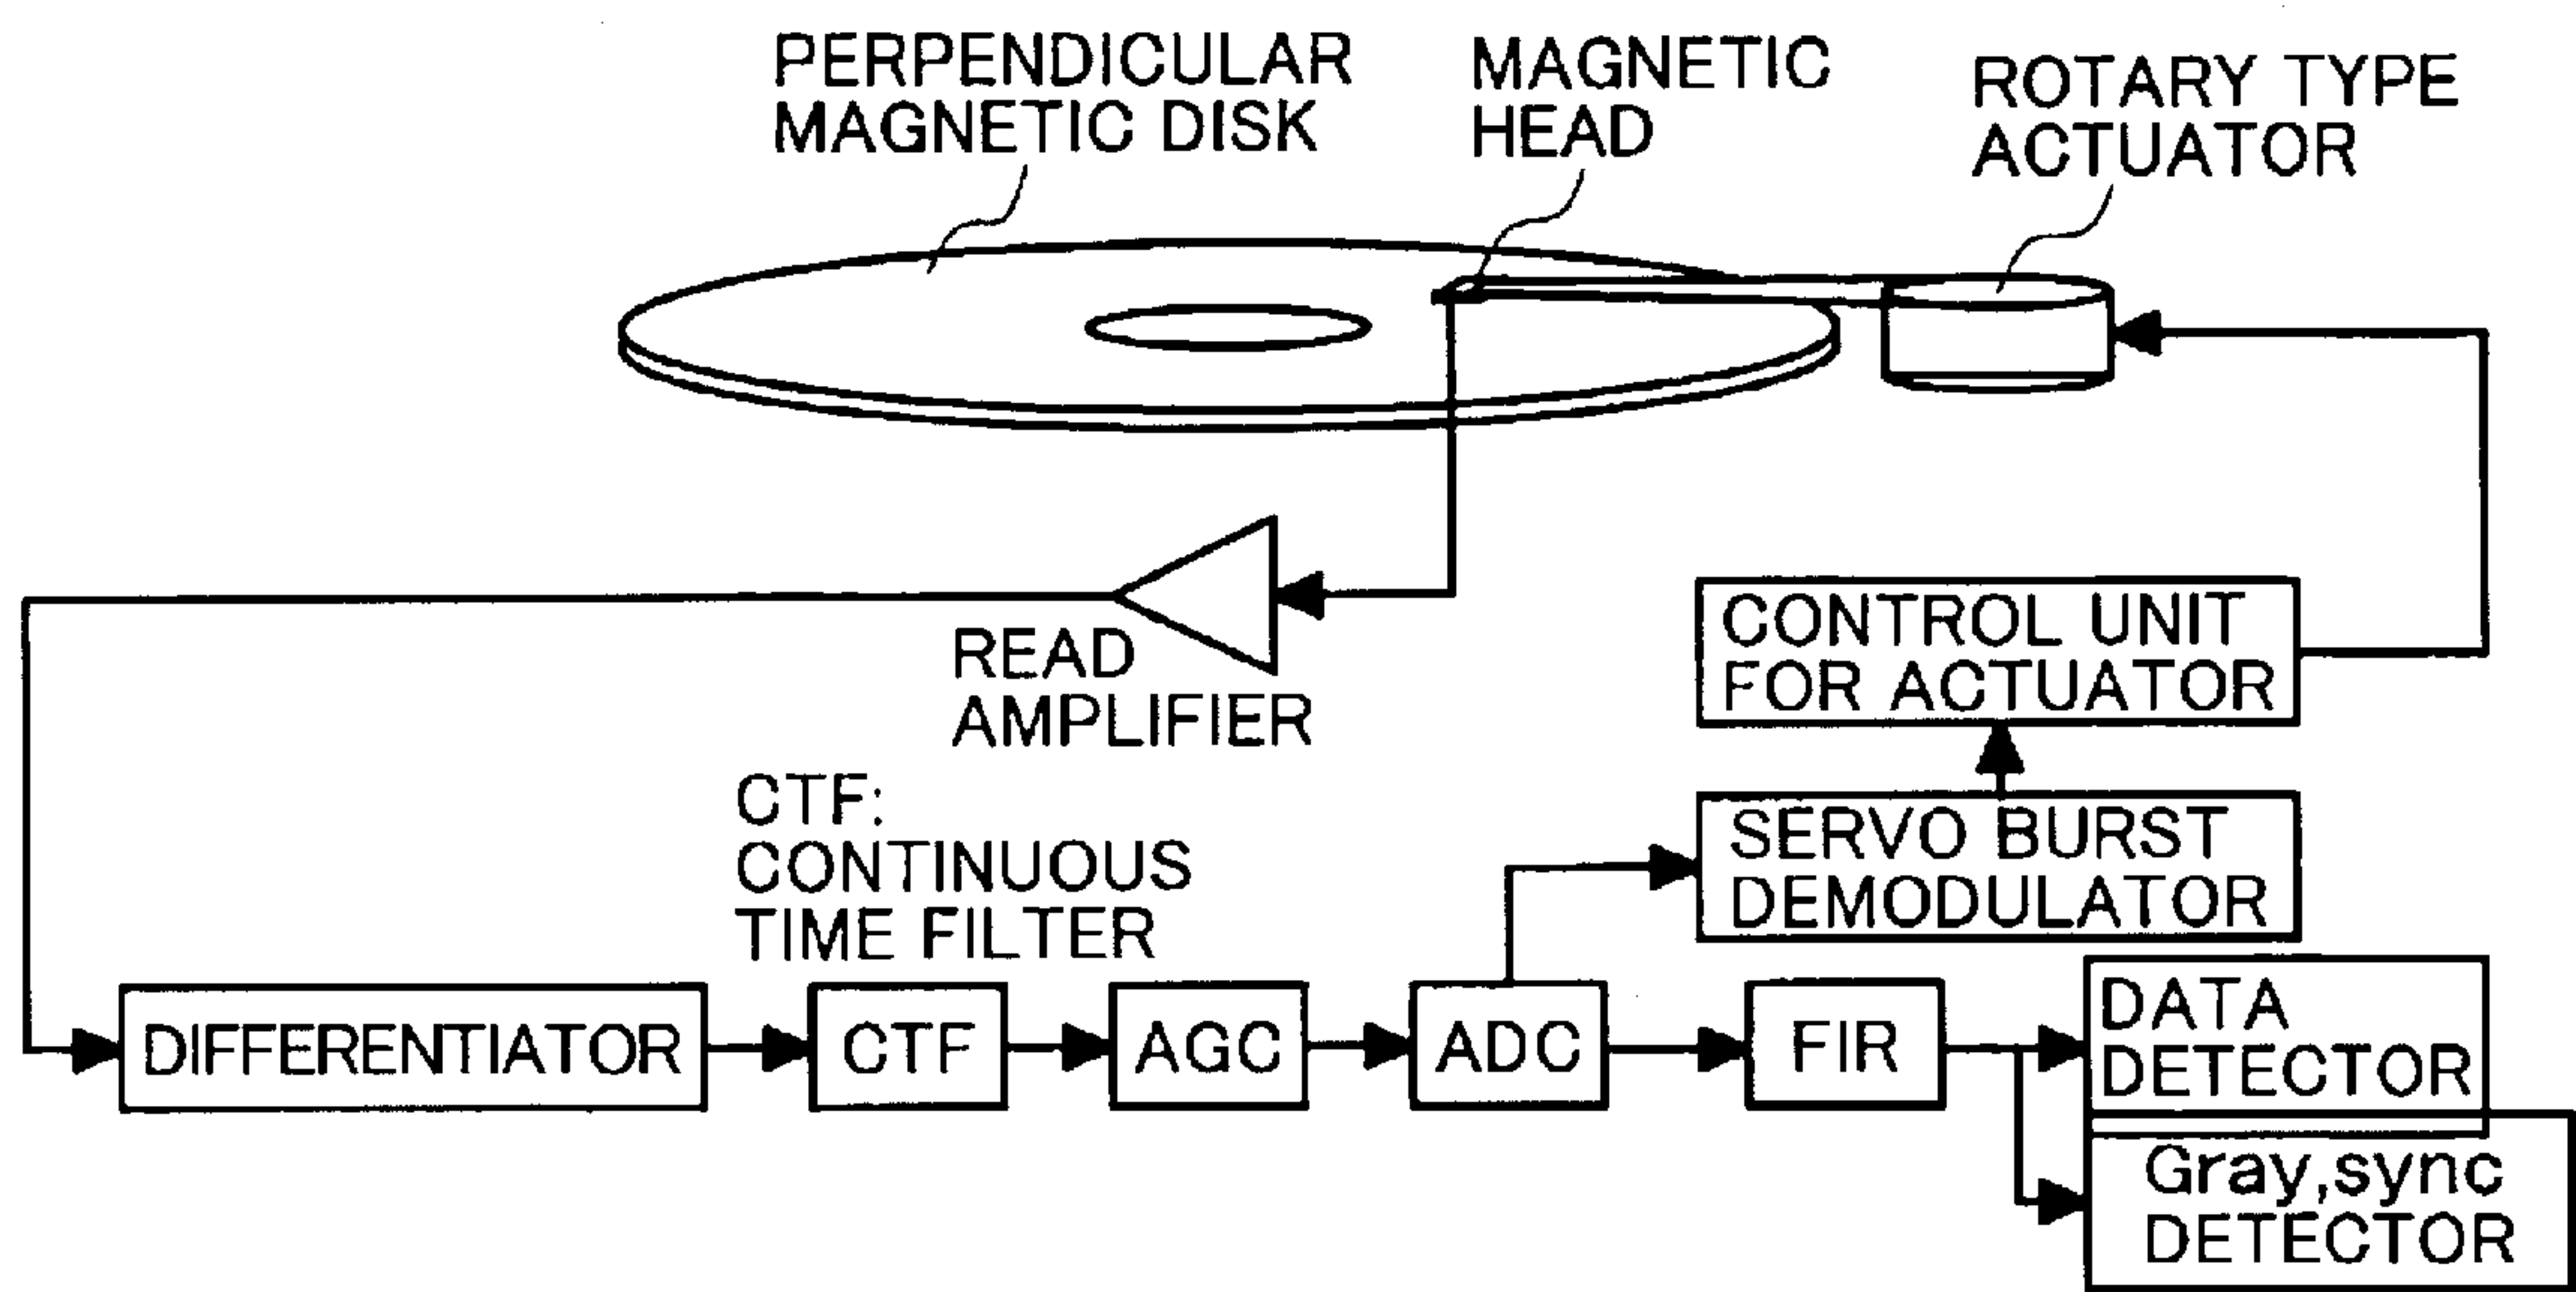 PERPENDICULAR
MAGNETIC DISK
MAGNETIC
HEAD
ROTARY TYPE
ACTUATOR
READ
AMPLIFIER
CONTROL UNIT
FOR ACTUATOR
CTF:
CONTINUOUS
TIME FILTER
SERVO BURST
DEMODULATOR
DIFFERENTIATOR
CTF
AGC
ADC
FIR
DATA
DETECTOR
Gray,sync
DETECTOR